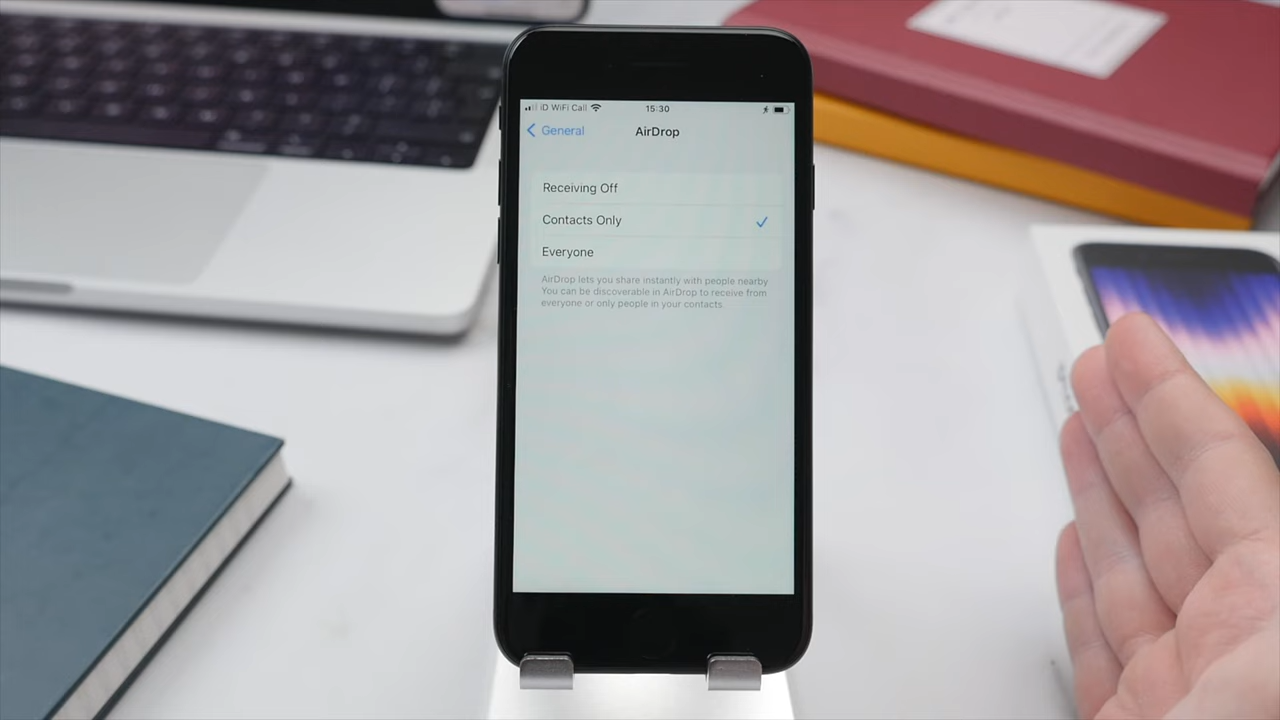 iD WiFi Call 15:30
General AirDrop
Receiving Off
Contacts Only
Everyone
AirDrop lets you share instantly with people nearby
You can be discoverable in AirDrop to receive from
everyone or only people in your contacts.